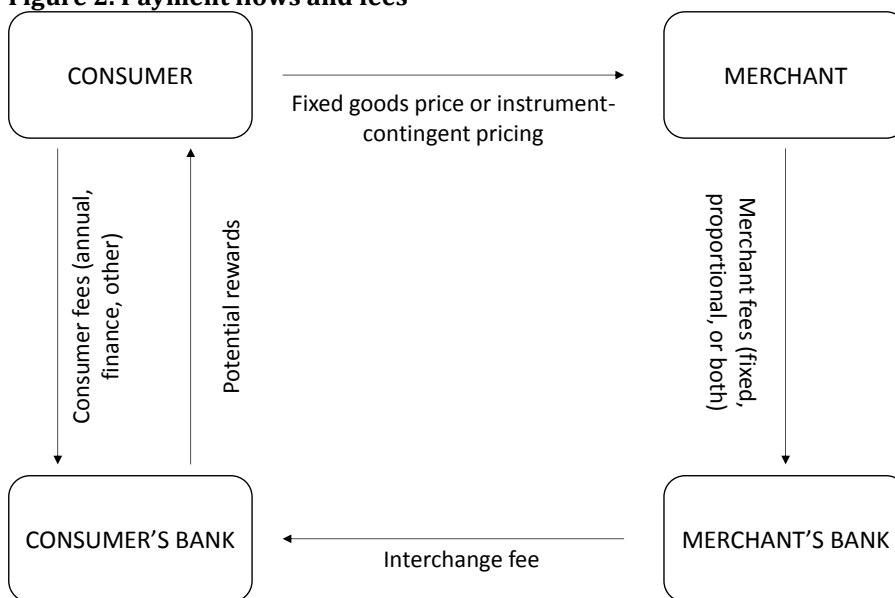 Figure 2. Payment flows and fees
CONSUMER
MERCHANT
Fixed goods price or instrument-
contingent pricing
Consumer fees (annual,
finance, other)
Potential rewards
Merchant fees (fixed,
proportional, or both)
CONSUMER’S BANK
MERCHANT’S BANK
Interchange fee